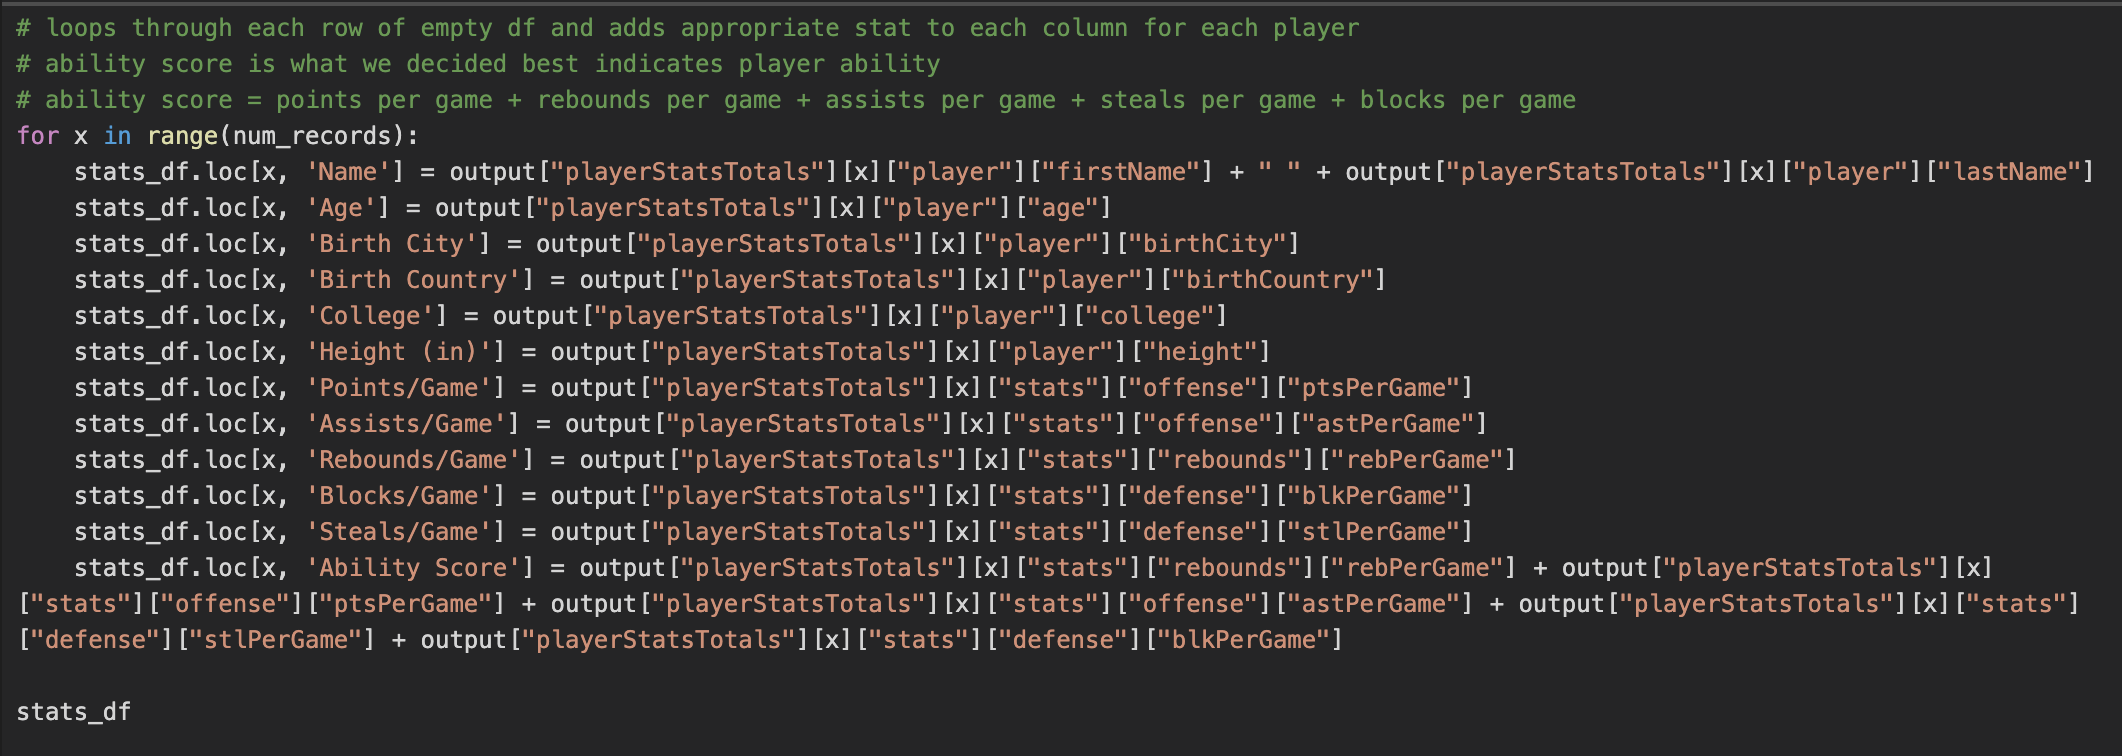 # loops through each row of empty df and adds appropriate stat to each column for each player
# ability score is what we decided best indicates player ability
# ability score = points per game + rebounds per game + assists per game + steals per game + blocks per game
for x in range(num_records):
    stats_df.loc[x, 'Name'] = output["playerStatsTotals"][x]["player"]["firstName"] + " " + output["playerStatsTotals"][x]["player"]["lastName"]
    stats_df.loc[x, 'Age'] = output["playerStatsTotals"][x]["player"]["age"]
    stats_df.loc[x, 'Birth City'] = output["playerStatsTotals"][x]["player"]["birthCity"]
    stats_df.loc[x, 'Birth Country'] = output["playerStatsTotals"][x]["player"]["birthCountry"]
    stats_df.loc[x, 'College'] = output["playerStatsTotals"][x]["player"]["college"]
    stats_df.loc[x, 'Height (in)'] = output["playerStatsTotals"][x]["player"]["height"]
    stats_df.loc[x, 'Points/Game'] = output["playerStatsTotals"][x]["stats"]["offense"]["ptsPerGame"]
    stats_df.loc[x, 'Assists/Game'] = output["playerStatsTotals"][x]["stats"]["offense"]["astPerGame"]
    stats_df.loc[x, 'Rebounds/Game'] = output["playerStatsTotals"][x]["stats"]["rebounds"]["rebPerGame"]
    stats_df.loc[x, 'Blocks/Game'] = output["playerStatsTotals"][x]["stats"]["defense"]["blkPerGame"]
    stats_df.loc[x, 'Steals/Game'] = output["playerStatsTotals"][x]["stats"]["defense"]["stlPerGame"]
    stats_df.loc[x, 'Ability Score'] = output["playerStatsTotals"][x]["stats"]["rebounds"]["rebPerGame"] + output["playerStatsTotals"][x]
["stats"]["offense"]["ptsPerGame"] + output["playerStatsTotals"][x]["stats"]["offense"]["astPerGame"] + output["playerStatsTotals"][x]["stats"]
["defense"]["stlPerGame"] + output["playerStatsTotals"][x]["stats"]["defense"]["blkPerGame"]
stats_df